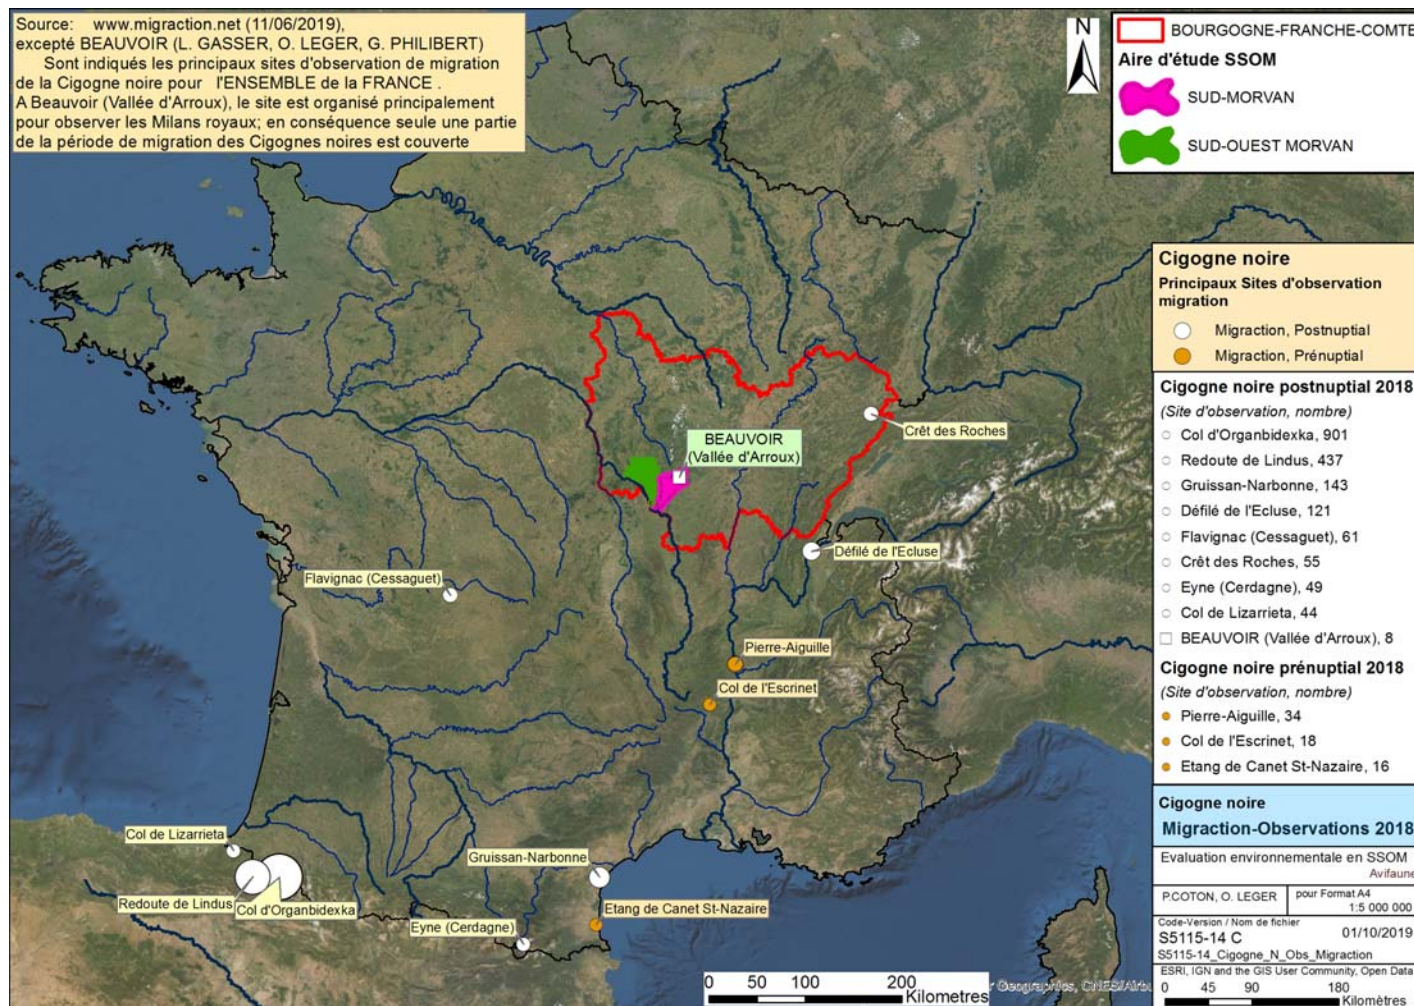 Source: www.migraction.net (11/06/2019),
excepté BEAUVOIR (L. GASSER, O. LEGER, G. PHILIBERT)
Sont indiqués les principaux sites d'observation de migration
de la Cigogne noire pour l'ENSEMBLE de la FRANCE .
A Beauvoir (Vallée d'Arroux), le site est organisé principalement
pour observer les Milans royaux; en conséquence seule une partie
de la période de migration des Cigognes noires est couverte
N
BOURGOGNE-FRANCHE-COMTE
Aire d'étude SSOM
SUD-MORVAN
SUD-OUEST MORVAN
Cigogne noire
Principaux Sites d'observation
migration
Migraction, Postnuptial
Migraction, Prénuptial
Cigogne noire postnuptial 2018
(Site d'observation, nombre)
Col d'Organbidexka, 901
Redoute de Lindus, 437
Gruissan-Narbonne, 143
Défilé de l'Ecluse, 121
Flavignac (Cessaguet), 61
Crêt des Roches, 55
Eyne (Cerdagne), 49
Col de Lizarrieta, 44
BEAUVOIR (Vallée d'Arroux), 8
Cigogne noire prénuptial 2018
(Site d'observation, nombre)
Pierre-Aiguille, 34
Col de l'Escrinet, 18
Etang de Canet St-Nazaire, 16
Cigogne noire
Migraction-Observations 2018
Evaluation environnementale en SSOM
Avifaune
P.COTON, O. LEGER
pour Format A4
1:5 000 000
Code-Version / Nom de fichier
S5115-14 C
01/10/2019
S5115-14_Cigogne_N_Obs_Migraction
ESRI, IGN and the GIS User Community, Open Data
0 45 90 180
Kilomètres
Crêt des Roches
BEAUVOIR
(Vallée d'Arroux)
Défilé de l'Ecluse
Flavignac (Cessaguet)
Pierre-Aiguille
Col de l'Escrinet
Col de Lizarrieta
Gruissan-Narbonne
Redoute de Lindus
Col d'Organbidexka
Etang de Canet St-Nazaire
Eyne (Cerdagne)
0 50 100 200
Kilometres
Geographics, CNES/Airbu